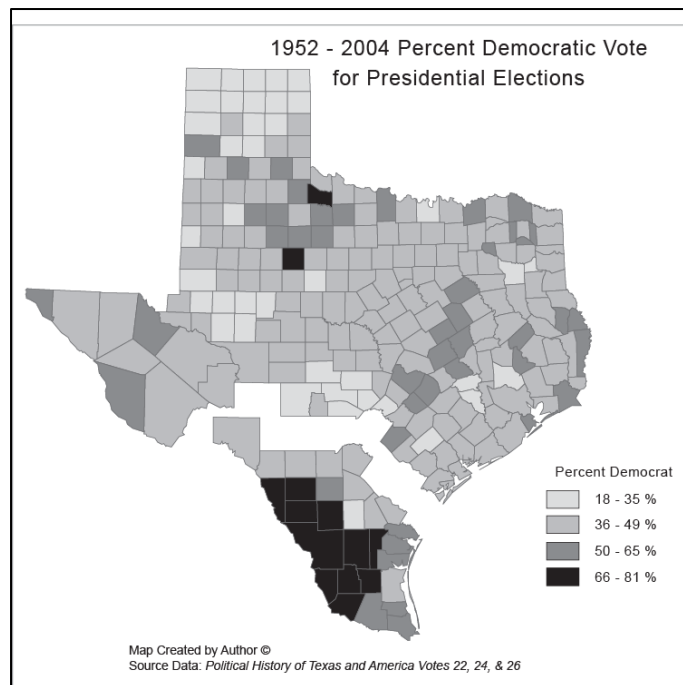 1952 - 2004 Percent Democratic Vote
for Presidential Elections
Percent Democrat
18 - 35 %
36 - 49 %
50 - 65 %
66 - 81 %
Map Created by Author ©
Source Data: Political History of Texas and America Votes 22, 24, & 26